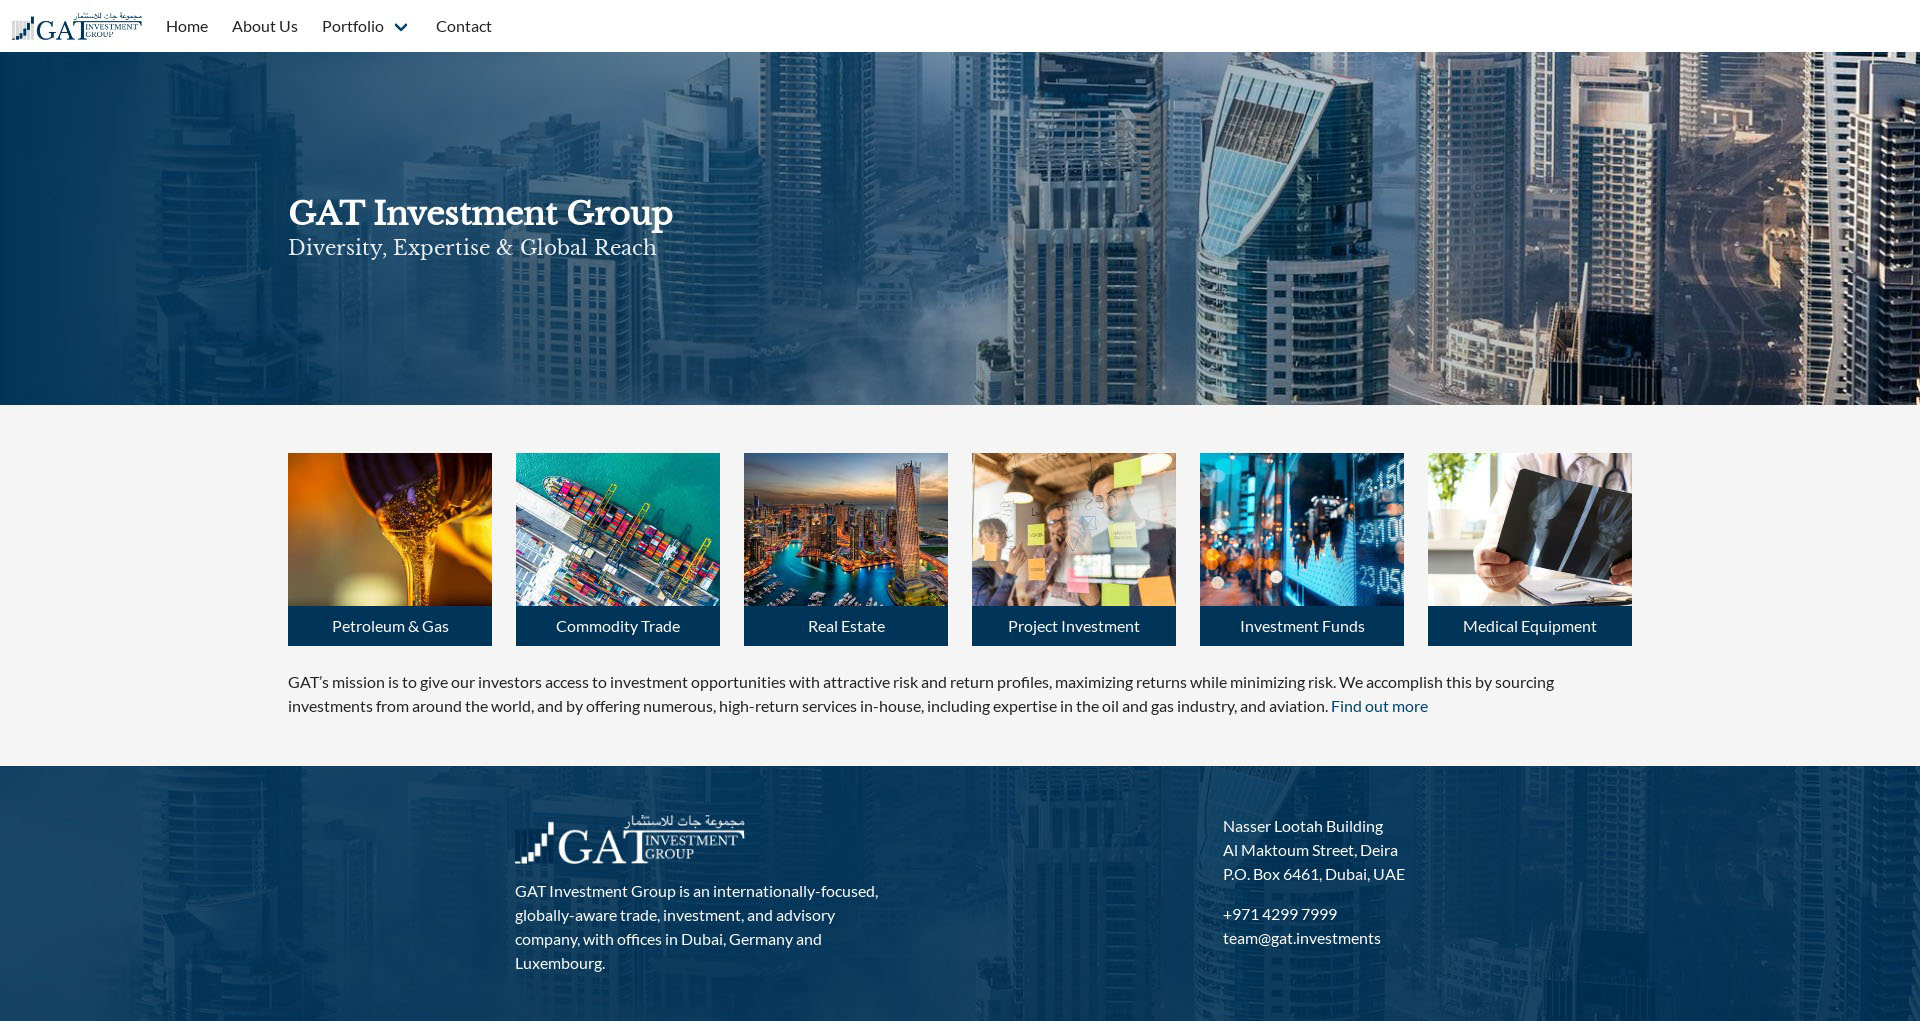 مجموعة جات للاستثمار
GAT INVESTMENT GROUP
Home
About Us
Portfolio
Contact
GAT Investment Group
Diversity, Expertise & Global Reach
Petroleum & Gas
Commodity Trade
Real Estate
Project Investment
Investment Funds
Medical Equipment
GAT’s mission is to give our investors access to investment opportunities with attractive risk and return profiles, maximizing returns while minimizing risk. We accomplish this by sourcing
investments from around the world, and by offering numerous, high-return services in-house, including expertise in the oil and gas industry, and aviation. Find out more
مجموعة جات للاستثمار
GAT INVESTMENT
GROUP
GAT Investment Group is an internationally-focused,
globally-aware trade, investment, and advisory
company, with offices in Dubai, Germany and
Luxembourg.
Nasser Lootah Building
Al Maktoum Street, Deira
P.O. Box 6461, Dubai, UAE
+971 4299 7999
team@gat.investments